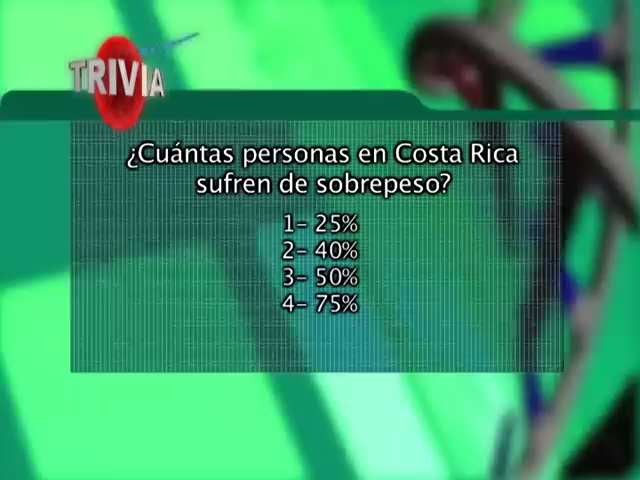 TRIVIA
¿Cuántas personas en Costa Rica
sufren de sobrepeso?
1- 25%
2- 40%
3- 50%
4- 75%